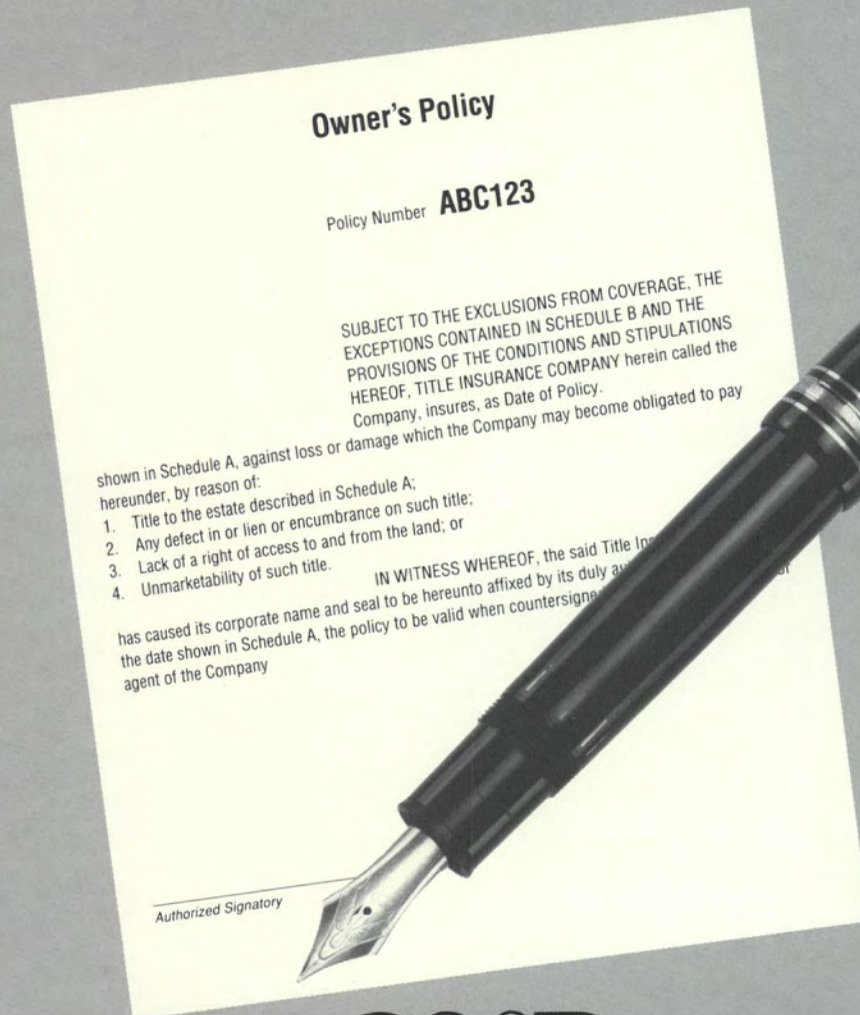 Owner's Policy
Policy Number ABC123
SUBJECT TO THE EXCLUSIONS FROM COVERAGE, THE
EXCEPTIONS CONTAINED IN SCHEDULE B AND THE
PROVISIONS OF THE CONDITIONS AND STIPULATIONS
HEREOF, TITLE INSURANCE COMPANY herein called the
Company, insures, as Date of Policy.
shown in Schedule A, against loss or damage which the Company may become obligated to pay
hereunder, by reason of:
1. Title to the estate described in Schedule A;
2. Any defect in or lien or encumbrance on such title;
3. Lack of a right of access to and from the land; or
4. Unmarketability of such title.
IN WITNESS WHEREOF, the said Title
has caused its corporate name and seal to be hereunto affixed by its duly
the date shown in Schedule A, the policy to be valid when countersigned
agent of the Company
Authorized Signatory